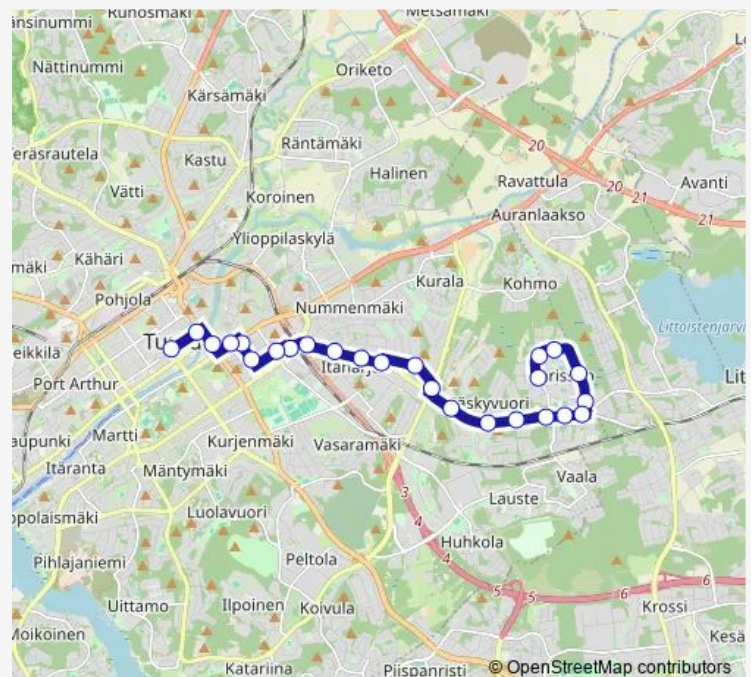 Runosmäki
Metsämäki
Nättinummi
Oriketo
Kärsämäki
Räntämäki
Teräsrautela
Kastu
Halinen
20
Ravattula
20
21
Avanti
21
Vätti
Koroinen
Auranlaakso
Ylioppilaskylä
Kähäri
Kurala
Kohmo
Pohjola
Nummenmäki
Littoistenjärvi
Port Arthur
Martti
Kurjenmäki
Vasaramäki
Itäranta
Mäntymäki
3
Vaala
Lauste
4
Luolavuori
Huhkola
Pihlajaniemi
Peltola
4
5
5
6
6
Uittamo
Ilpoinen
Koivula
Krossi
Moikoinen
Katariina
Piispanristi
© OpenStreetMap contributors